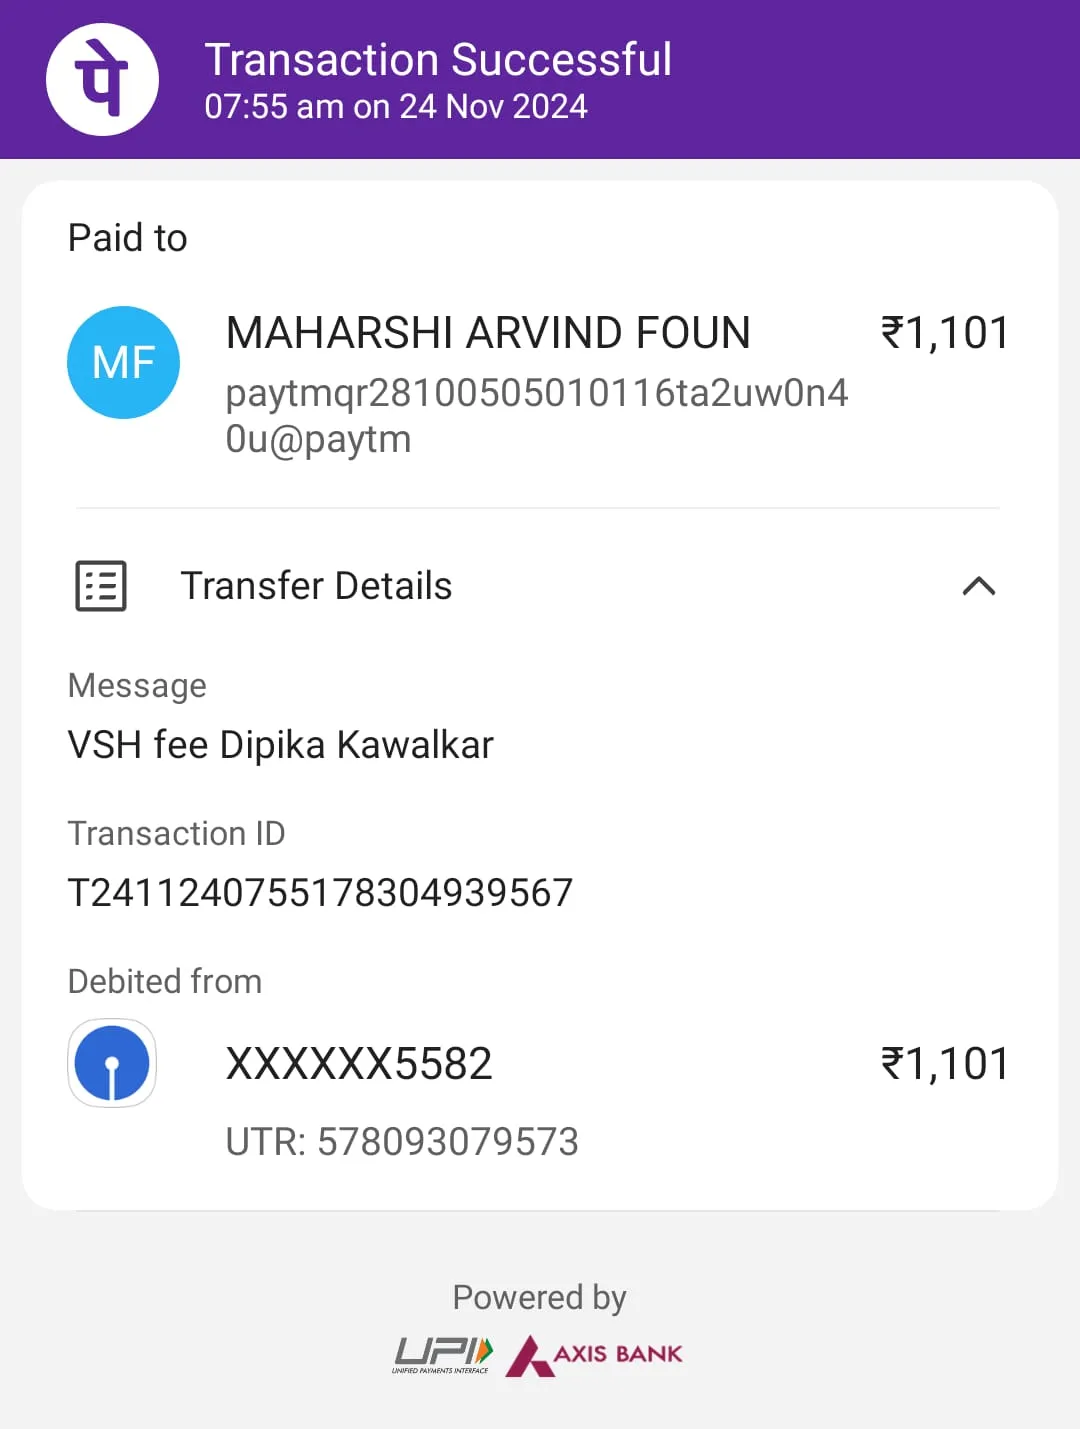 पे
Transaction Successful
07:55 am on 24 Nov 2024
Paid to
MF
MAHARSHI ARVIND FOUN
₹1,101
paytmqr28100505010116ta2uw0n4
0u@paytm
Transfer Details
Message
VSH fee Dipika Kawalkar
Transaction ID
T2411240755178304939567
Debited from
XXXXXX5582
₹1,101
UTR: 578093079573
Powered by
UPI
UNIFIED PAYMENTS INTERFACE
AXIS BANK